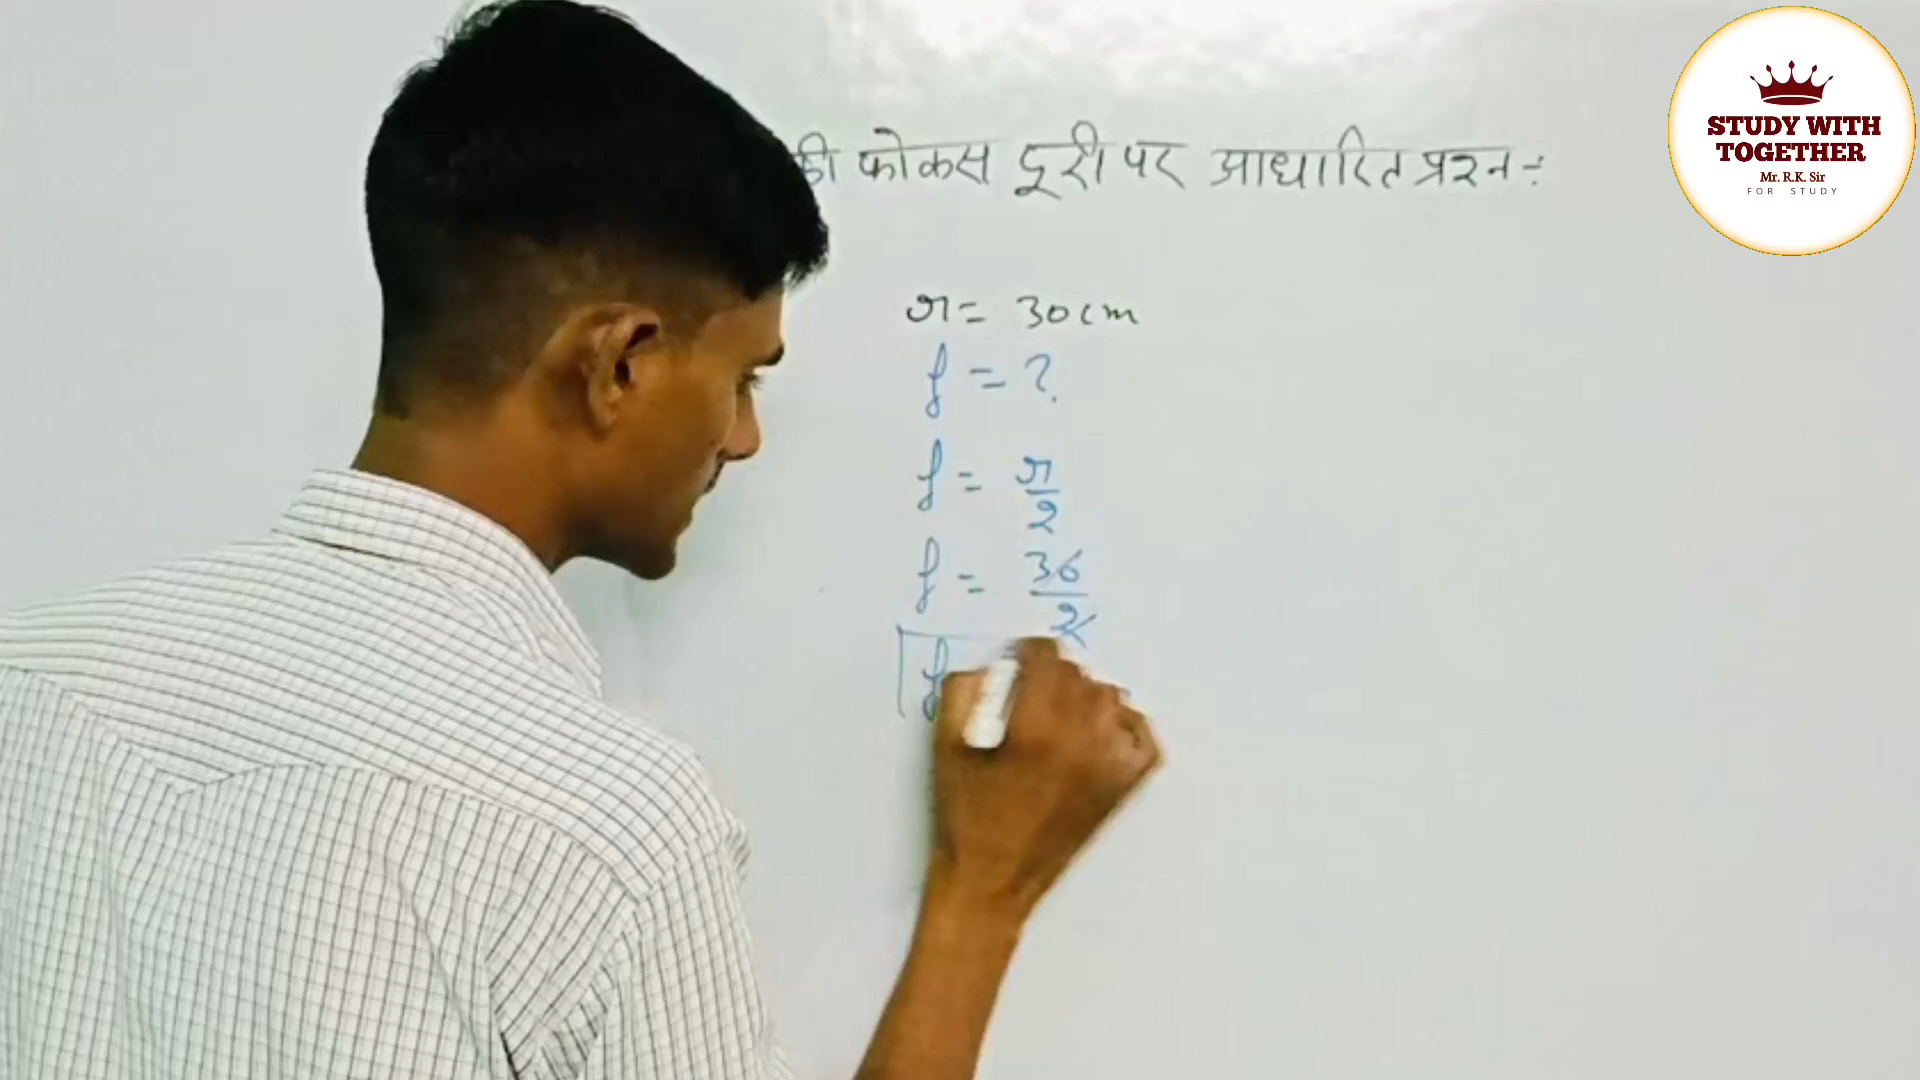 की फोकस दूरी पर आधारित प्रश्न :-
r = 30cm
f = ?
f = r/2
f = 30/2
f
STUDY WITH
TOGETHER
Mr. R.K. Sir
FOR STUDY